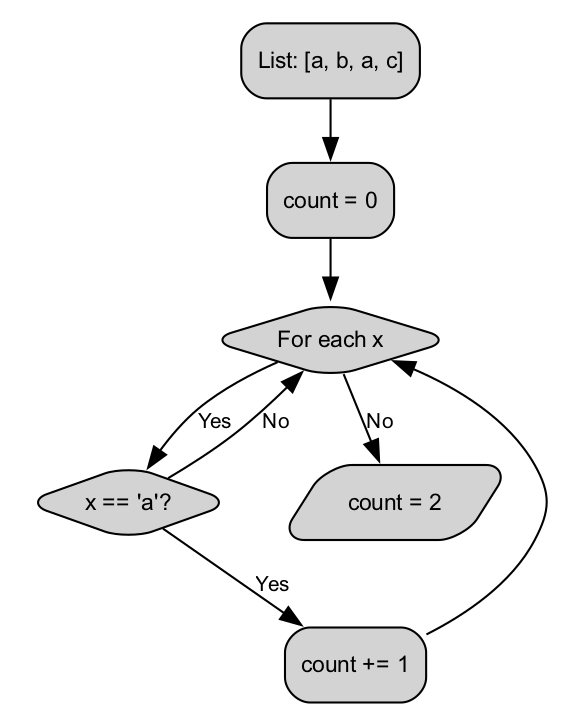 List: [a, b, a, c]
count = 0
For each x
Yes
No
No
x == 'a'?
count = 2
Yes
count += 1